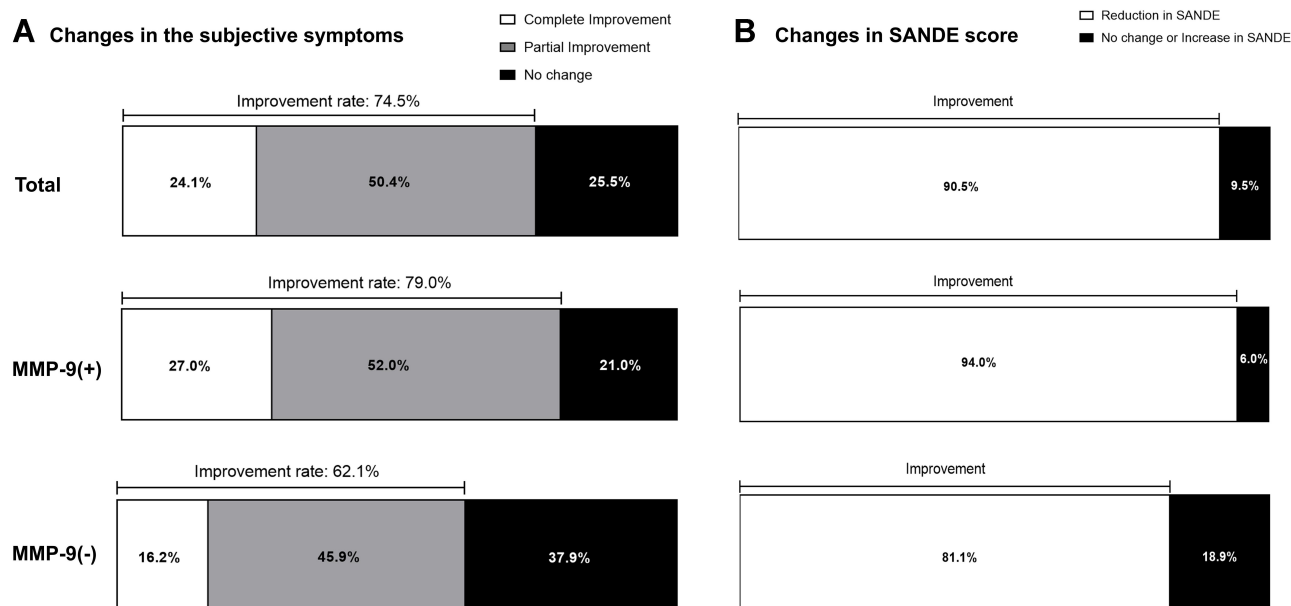 A Changes in the subjective symptoms
Complete Improvement
Partial Improvement
No change
Improvement rate: 74.5%
Total
24.1%
50.4%
25.5%
Improvement rate: 79.0%
MMP-9(+)
27.0%
52.0%
21.0%
Improvement rate: 62.1%
MMP-9(-)
16.2%
45.9%
37.9%
B Changes in SANDE score
Reduction in SANDE
No change or Increase in SANDE
Improvement
90.5%
9.5%
Improvement
94.0%
6.0%
Improvement
81.1%
18.9%